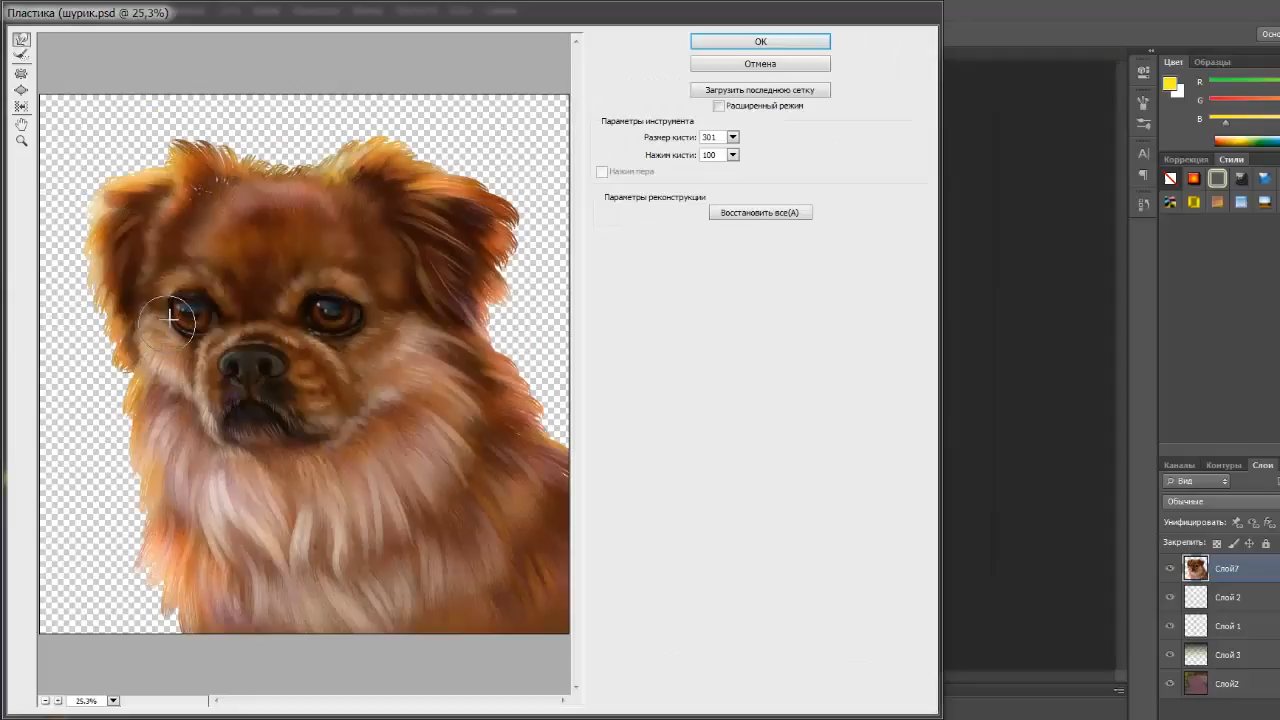 Пластика (шурик.psd @ 25,3%)
ОК
Отмена
Загрузить последнюю сетку
Расширенный режим
Параметры инструмента
Размер кисти: 301
Нажим кисти: 100
Нажим пера
Параметры реконструкции
Восстановить все(А)
25,3%
Осно
Цвет Образцы
R
G
B
Коррекция Стили
Каналы Контуры Слои
Вид
Обычные
Унифицировать:
Закрепить:
Слой7
Слой 2
Слой 1
Слой 3
Слой2